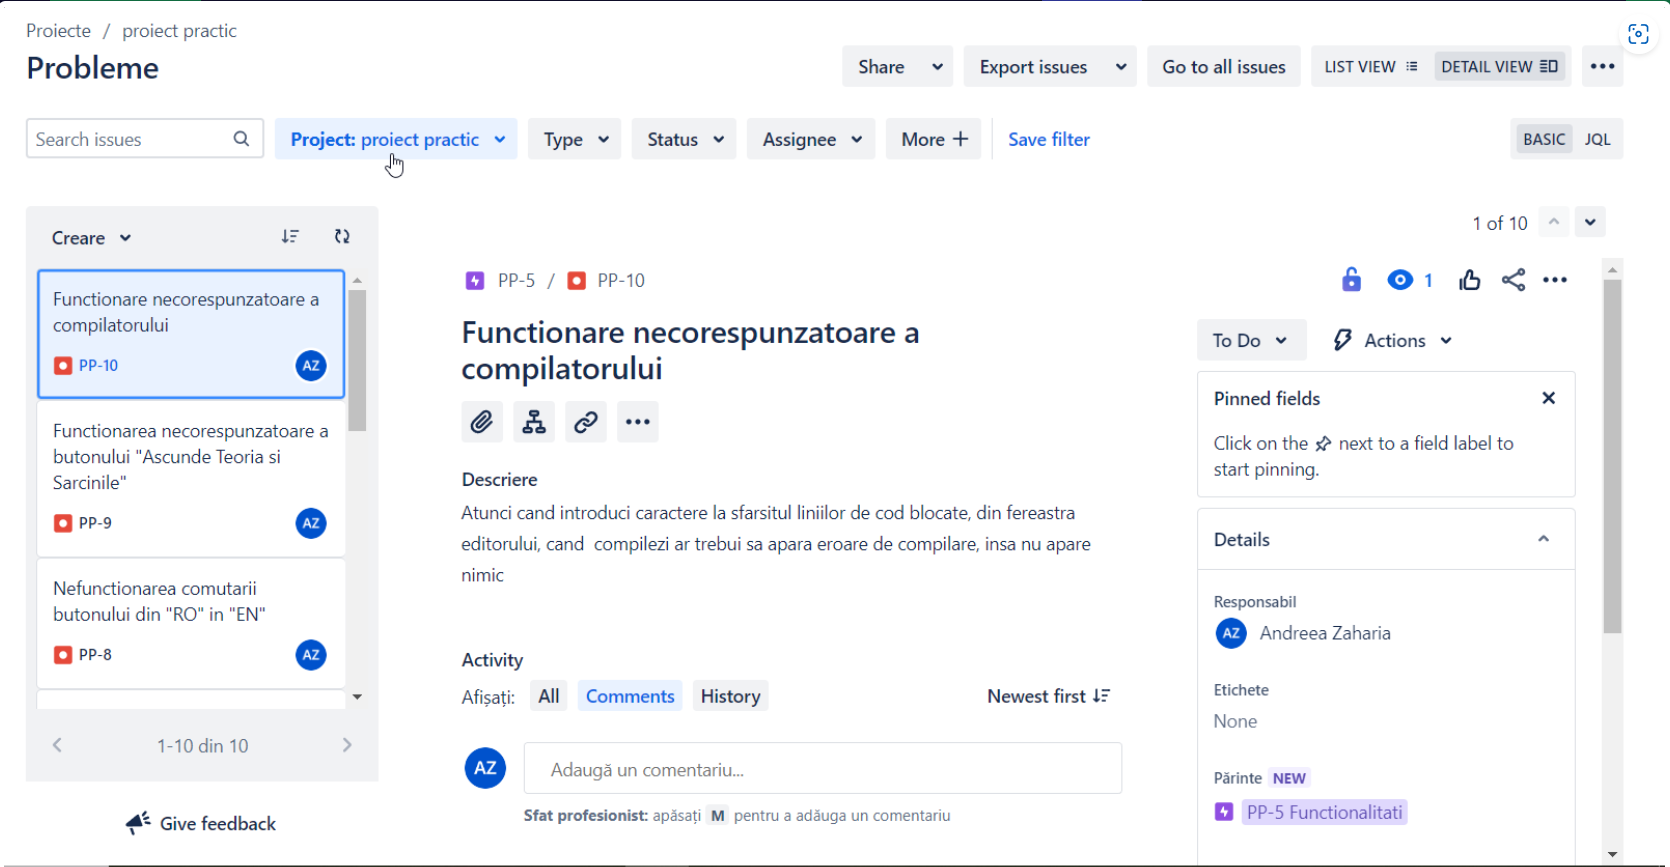 Proiecte / proiect practic
Probleme
Share
Export issues
Go to all issues
LIST VIEW
DETAIL VIEW
Search issues
Project: proiect practic
Type
Status
Assignee
More +
Save filter
BASIC
JQL
Creare
Functionare necorespunzatoare a
compilatorului
PP-10
AZ
Functionarea necorespunzatoare a
butonului "Ascunde Teoria si
Sarcinile"
PP-9
AZ
Nefunctionarea comutarii
butonului din "RO" in "EN"
PP-8
AZ
1-10 din 10
Give feedback
1 of 10
PP-5 / PP-10
1
Functionare necorespunzatoare a
compilatorului
Descriere
Atunci cand introduci caractere la sfarsitul liniilor de cod blocate, din fereastra
editorului, cand  compilezi ar trebui sa apara eroare de compilare, insa nu apare
nimic
Activity
Afișați: All Comments History
Newest first
AZ
Adaugă un comentariu...
Sfat profesionist: apăsați M pentru a adăuga un comentariu
To Do
Actions
Pinned fields
Click on the next to a field label to
start pinning.
Details
Responsabil
AZ Andreea Zaharia
Etichete
None
Părinte NEW
PP-5 Functionalitati